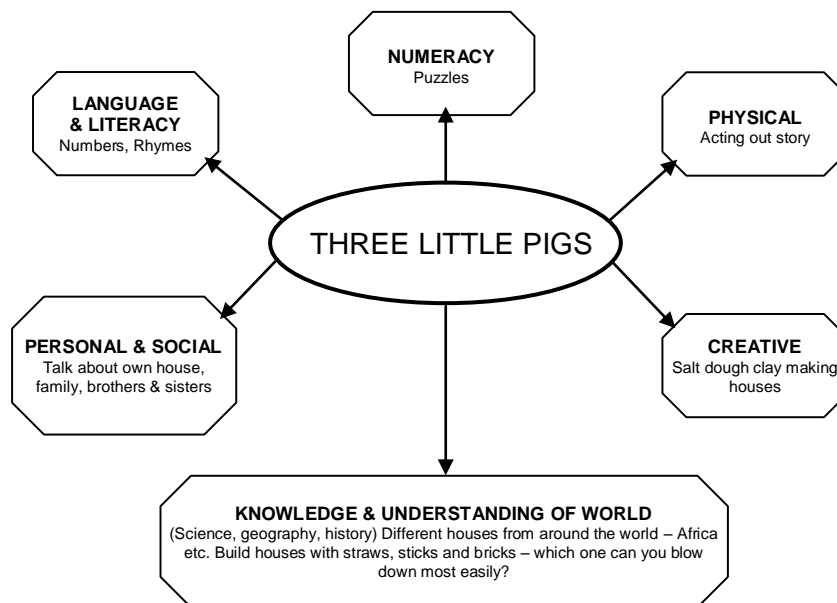 NUMERACY
Puzzles
LANGUAGE
& LITERACY
Numbers, Rhymes
PHYSICAL
Acting out story
THREE LITTLE PIGS
PERSONAL & SOCIAL
Talk about own house,
family, brothers & sisters
CREATIVE
Salt dough clay making
houses
KNOWLEDGE & UNDERSTANDING OF WORLD
(Science, geography, history) Different houses from around the world – Africa
etc. Build houses with straws, sticks and bricks – which one can you blow
down most easily?